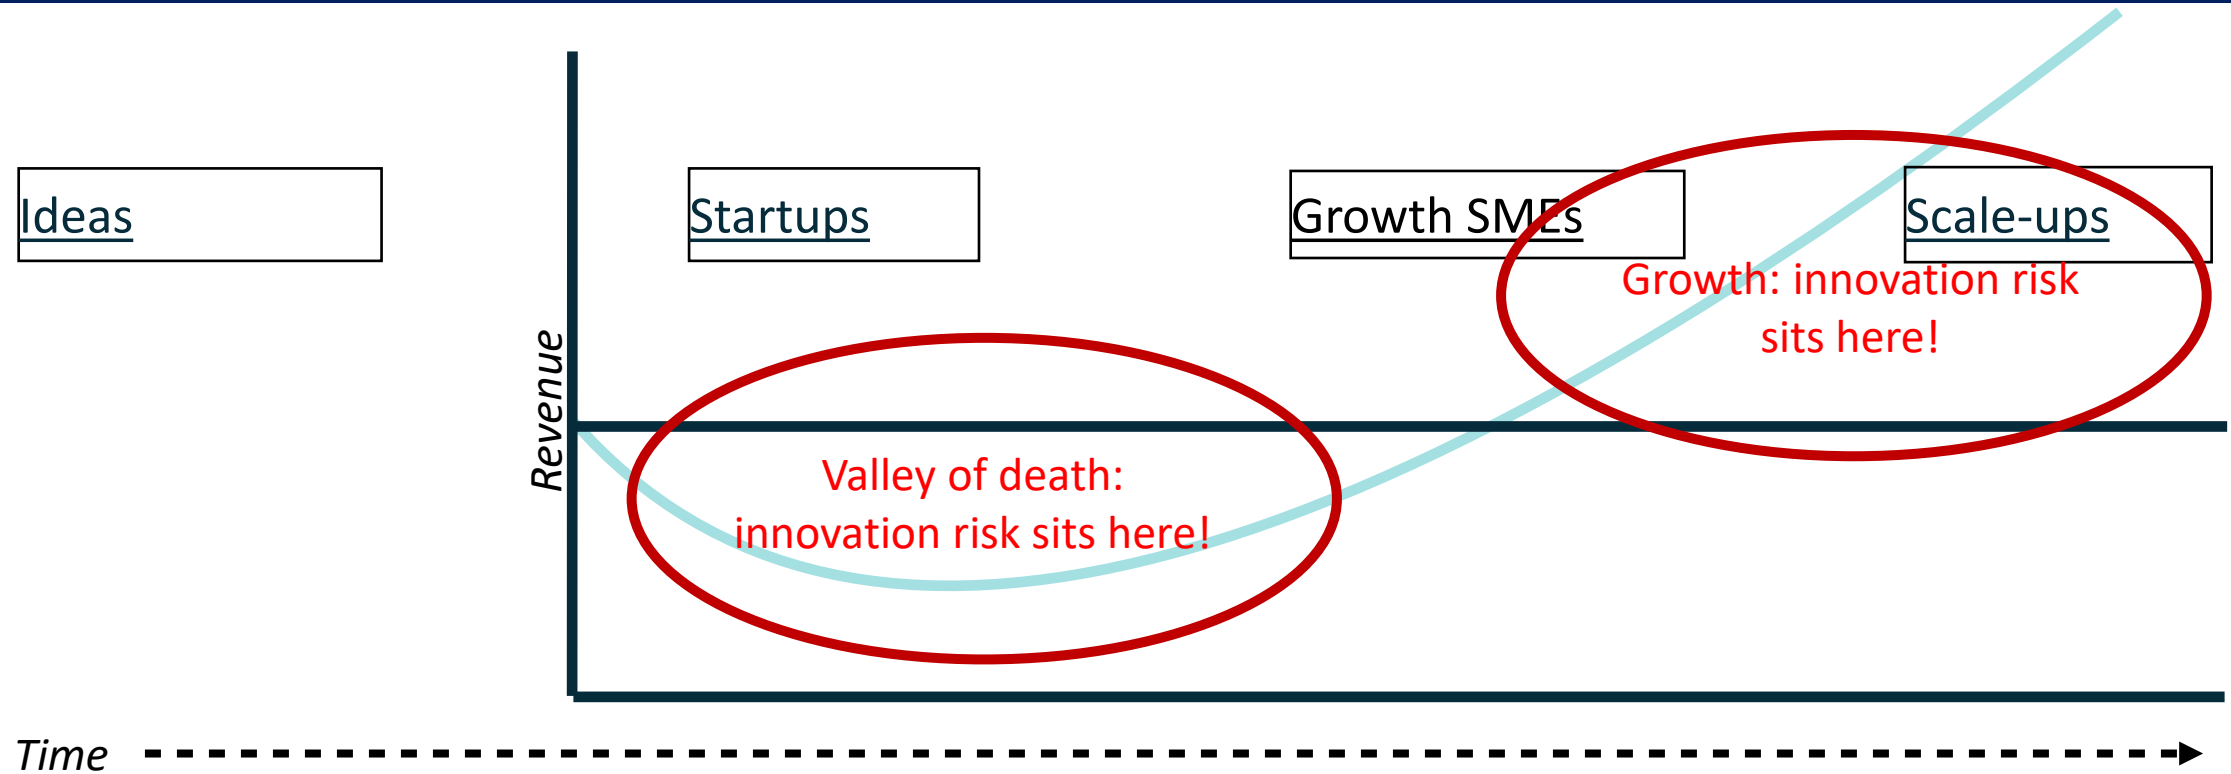 Ideas
Startups
Growth SMEs
Scale-ups
Growth: innovation risk
sits here!
Revenue
Valley of death:
innovation risk sits here!
Time